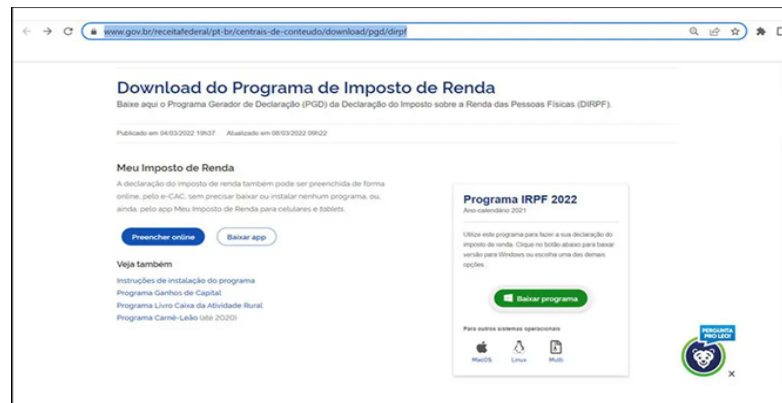 www.gov.br/receitafederal/pt-br/centrais-de-conteudo/download/pgd/dirpf
Download do Programa de Imposto de Renda
Baixe aqui o Programa Gerador de Declaração (PGD) da Declaração do Imposto sobre a Renda das Pessoas Físicas (DIRPF).
Publicado em 04/03/2022 19h37 Atualizado em 08/03/2022 09h22
Meu Imposto de Renda
A declaração do imposto de renda também pode ser preenchida de forma
online, pelo e-CAC, sem precisar baixar ou instalar nenhum programa, ou,
ainda, pelo app Meu Imposto de Renda para celulares e tablets.
Preencher online
Baixar app
Veja também
Instruções de instalação do programa
Programa Ganhos de Capital
Programa Livro Caixa da Atividade Rural
Programa Carnê-Leão (até 2020)
Programa IRPF 2022
Ano-calendário 2021
Utilize este programa para fazer a sua declaração do
imposto de renda. Clique no botão abaixo para baixar
versão para Windows ou escolha uma das demais
opções.
Baixar programa
Para outros sistemas operacionais
MacOS
Linux
Multi
PERGUNTA
PRO LEO!